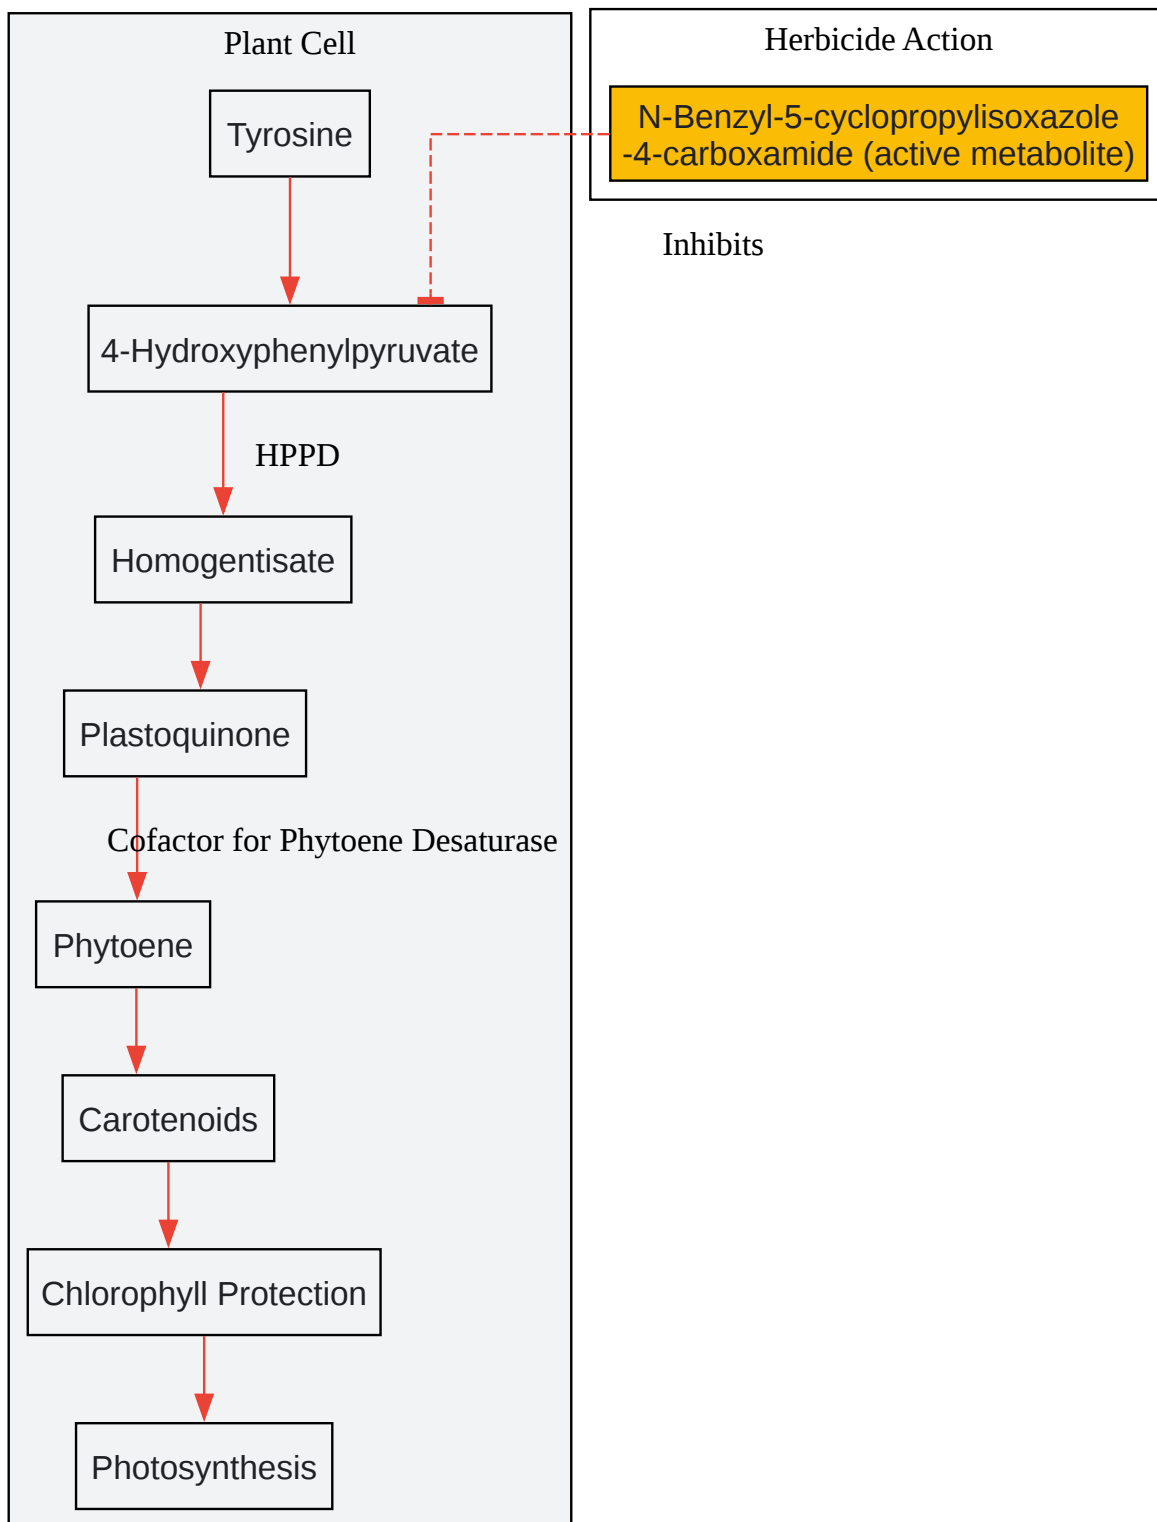 Plant Cell
Tyrosine
4-Hydroxyphenylpyruvate
HPPD
Homogentisate
Plastoquinone
Cofactor for Phytoene Desaturase
Phytoene
Carotenoids
Chlorophyll Protection
Photosynthesis
Herbicide Action
N-Benzyl-5-cyclopropylisoxazole
-4-carboxamide (active metabolite)
Inhibits